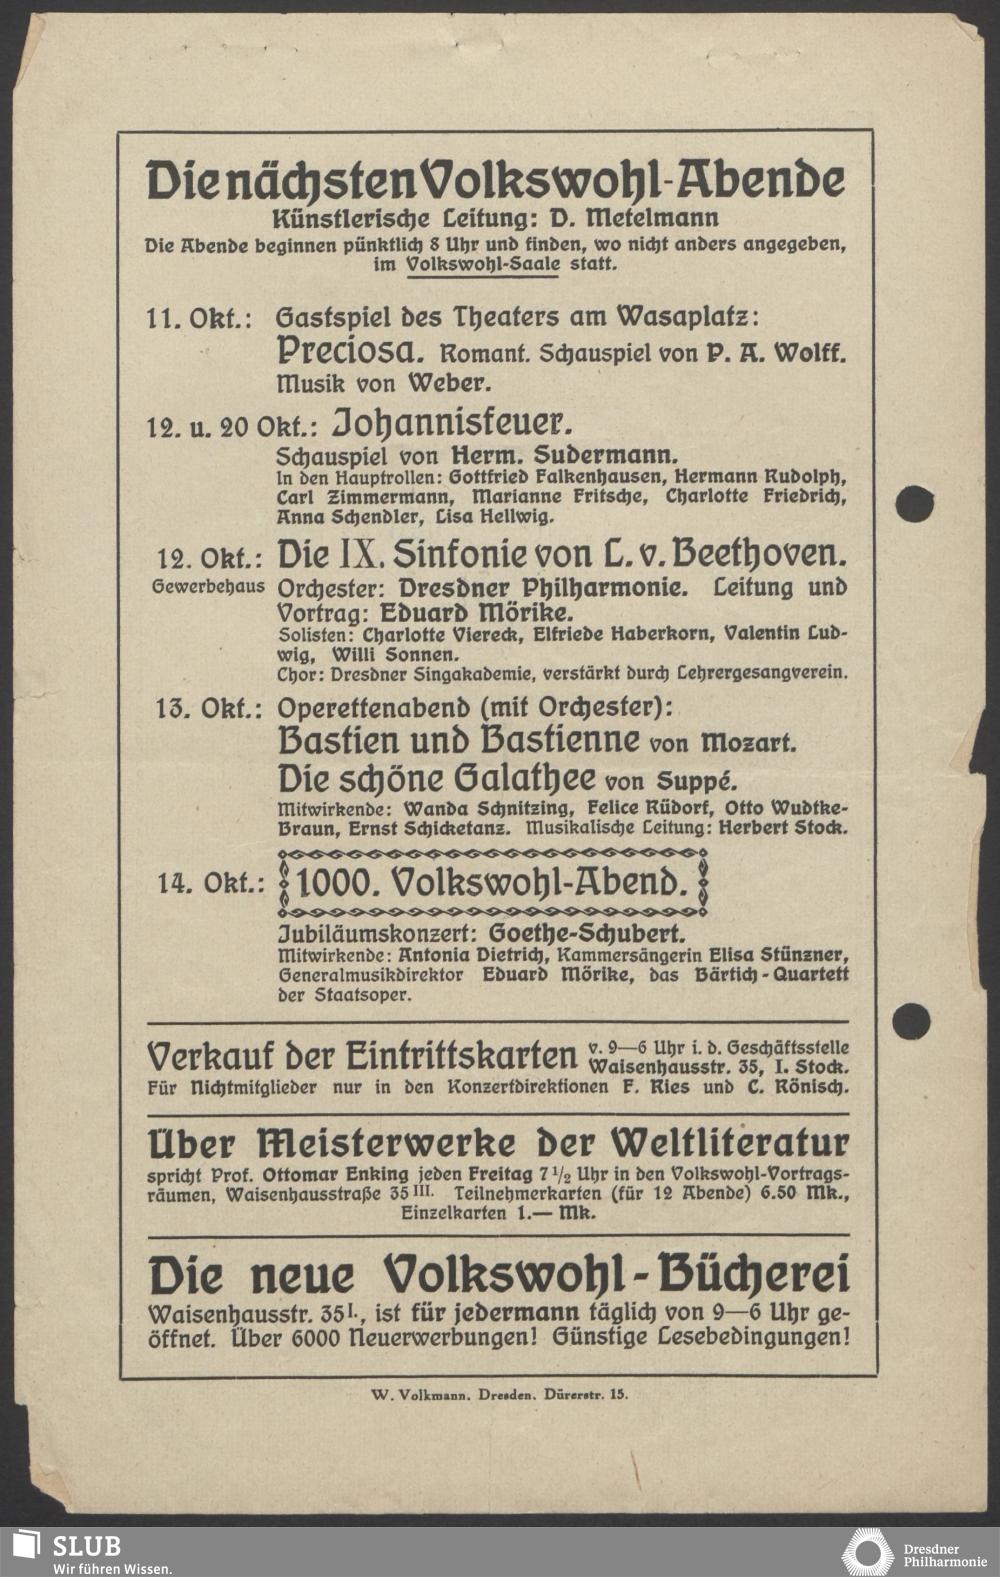 Die nächsten Volkswohl-Abende
Künstlerische Leitung: D. Metelmann
Die Abende beginnen pünktlich 8 Uhr und finden, wo nicht anders angegeben,
im Volkswohl-Saale statt.
11. Okt.: Gastspiel des Theaters am Wasaplatz:
Preciosa. Romant. Schauspiel von P. A. Wolff.
Musik von Weber.
12. u. 20 Okt.: Johannisfeuer.
Schauspiel von Herm. Sudermann.
In den Hauptrollen: Gottfried Falkenhausen, Hermann Rudolph,
Carl Zimmermann, Marianne Fritsche, Charlotte Friedrich,
Anna Schendler, Lisa Hellwig.
12. Okt.: Die IX. Sinfonie von L. v. Beethoven.
Gewerbehaus Orchester: Dresdner Philharmonie. Leitung und
Vortrag: Eduard Mörike.
Solisten: Charlotte Viereck, Elfriede Haberkorn, Valentin Lud-
wig, Willi Sonnen.
Chor: Dresdner Singakademie, verstärkt durch Lehrergesangverein.
13. Okt.: Operettenabend (mit Orchester):
Bastien und Bastienne von Mozart.
Die schöne Galathee von Suppé.
Mitwirkende: Wanda Schnitzing, Felice Rüdorf, Otto Wudtke-
Braun, Ernst Schicketanz. Musikalische Leitung: Herbert Stock.
14. Okt.: 1000. Volkswohl-Abend.
Jubiläumskonzert: Goethe-Schubert.
Mitwirkende: Antonia Dietrich, Kammersängerin Elisa Stünzner,
Generalmusikdirektor Eduard Mörike, das Bärtich-Quartett
der Staatsoper.
Verkauf der Eintrittskarten v. 9—6 Uhr i. d. Geschäftsstelle
Waisenhausstr. 35, I. Stock.
Für Nichtmitglieder nur in den Konzertdirektionen F. Ries und C. Rönisch.
Über Meisterwerke der Weltliteratur
spricht Prof. Ottomar Enking jeden Freitag 7 1/2 Uhr in den Volkswohl-Vortrags-
räumen, Waisenhausstraße 35 III. Teilnehmerkarten (für 12 Abende) 6.50 Mk.,
Einzelkarten 1.— Mk.
Die neue Volkswohl-Bücherei
Waisenhausstr. 35 I., ist für jedermann täglich von 9—6 Uhr ge-
öffnet. Über 6000 Neuerwerbungen! Günstige Lesebedingungen!
W. Volkmann. Dresden. Dürerstr. 15.
SLUB
Wir führen Wissen.
Dresdner
Philharmonie